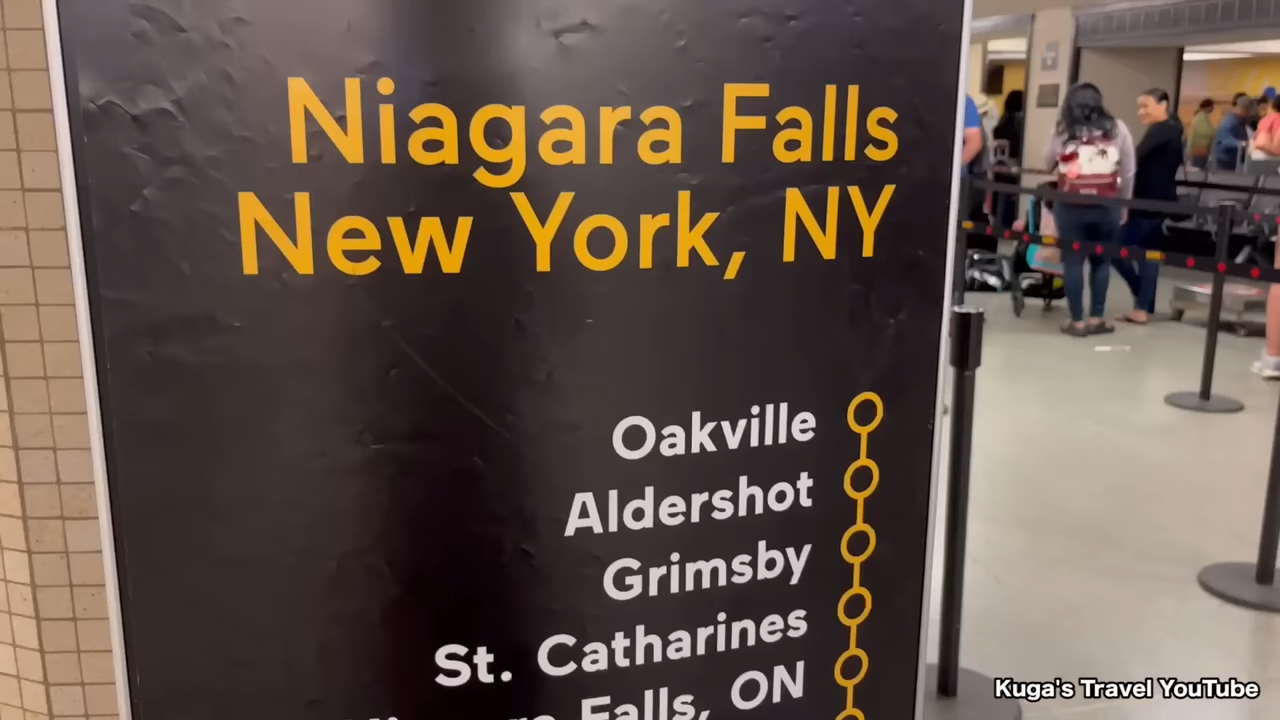 Niagara Falls
New York, NY
Oakville
Aldershot
Grimsby
St. Catharines
Falls, ON
Kuga's Travel YouTube